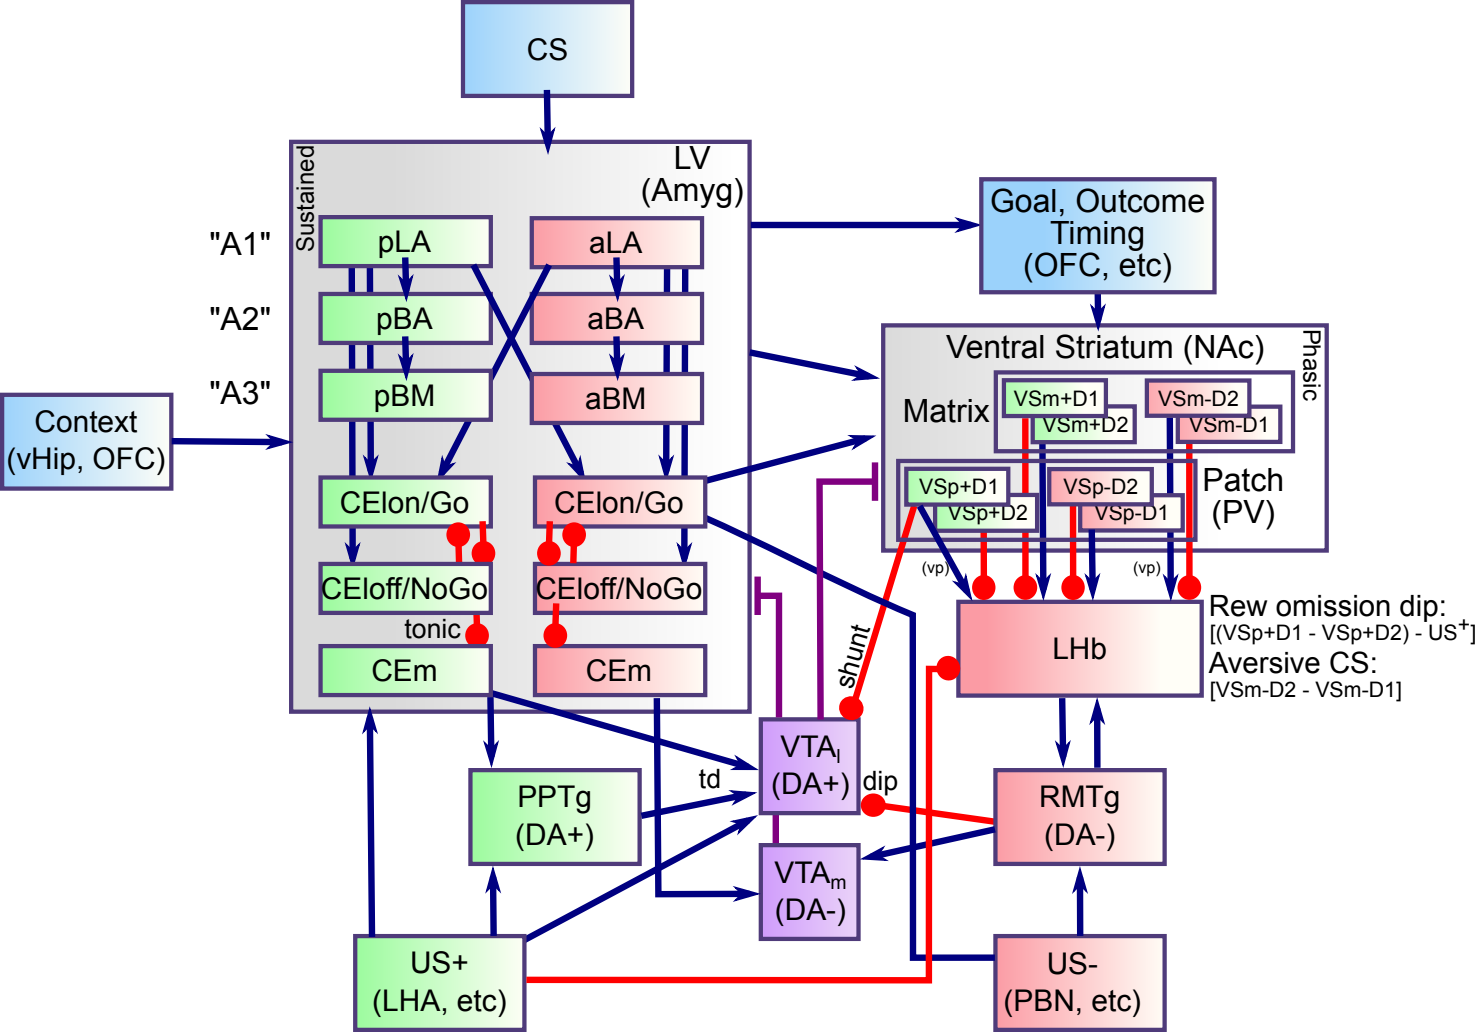 CS
Sustained
LV
(Amyg)
"A1"
pLA
aLA
"A2"
pBA
aBA
"A3"
pBM
aBM
Context
(vHip, OFC)
CElon/Go
CElon/Go
CEloff/NoGo
CEloff/NoGo
tonic
CEm
CEm
Goal, Outcome
Timing
(OFC, etc)
Ventral Striatum (NAc)
Phasic
Matrix
VSm+D1
VSm+D2
VSm-D2
VSm-D1
Patch
(PV)
VSp+D1
VSp+D2
VSp-D2
VSp-D1
(vp)
(vp)
shunt
LHb
Rew omission dip:
[(VSp+D1 - VSp+D2) - US+]
Aversive CS:
[VSm-D2 - VSm-D1]
PPTg
(DA+)
td
VTAl
(DA+)
dip
RMTg
(DA-)
VTAm
(DA-)
US+
(LHA, etc)
US-
(PBN, etc)